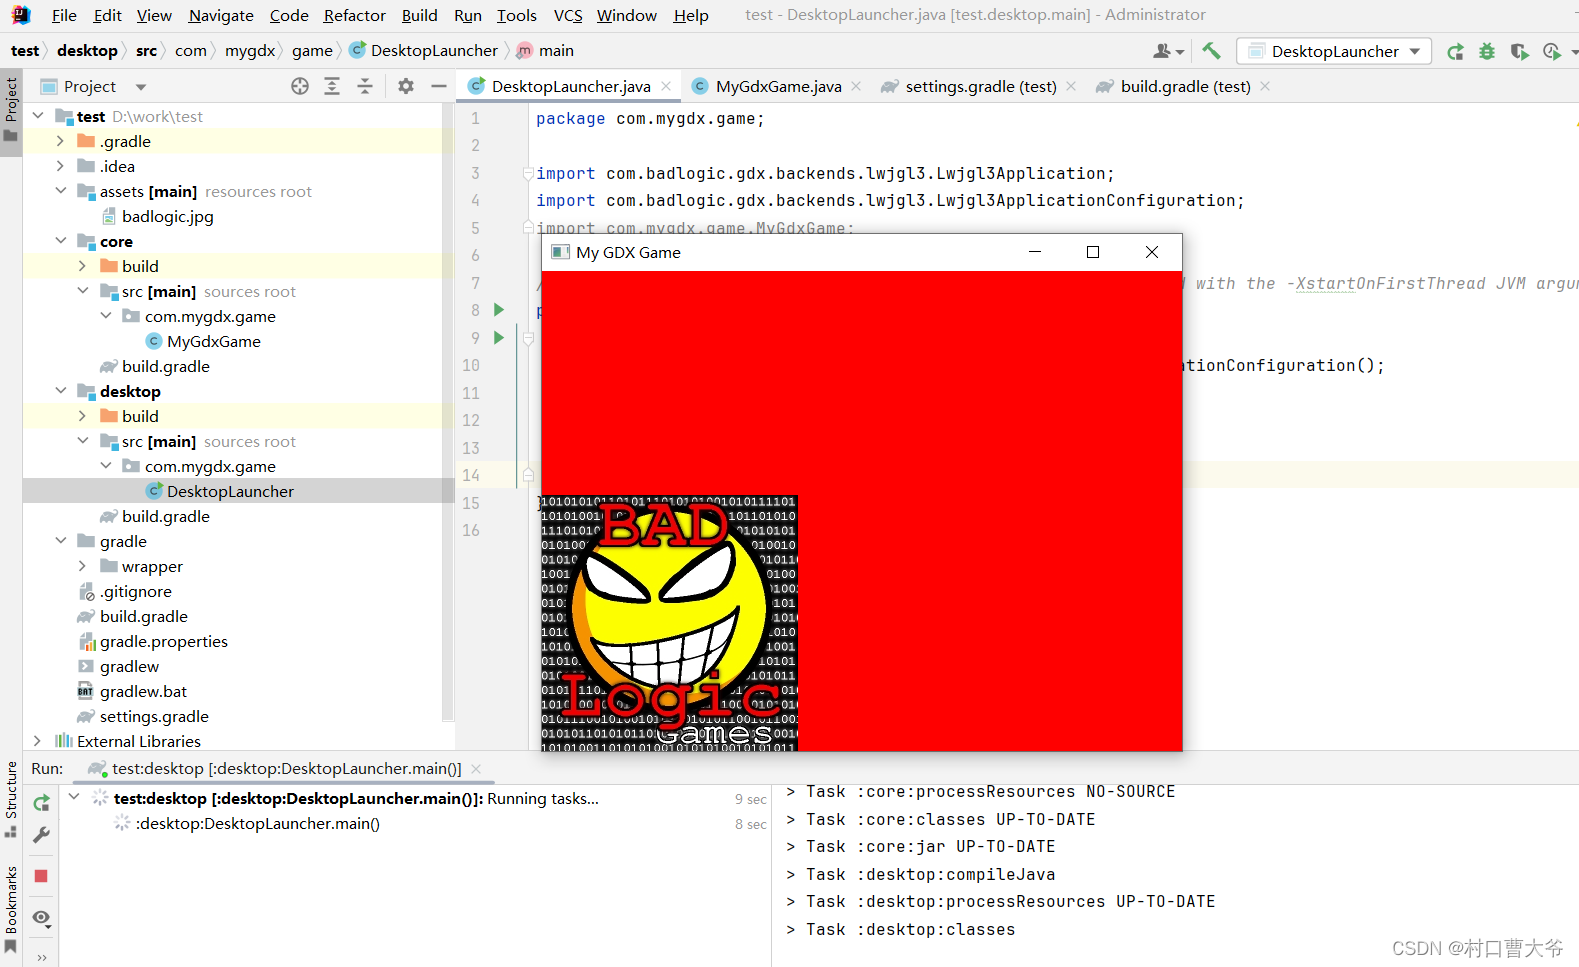 File Edit View Navigate Code Refactor Build Run Tools VCS Window Help test - DesktopLauncher.java [test.desktop.main] - Administrator
test desktop src com mygdx game DesktopLauncher main
DesktopLauncher
Project
Project
DesktopLauncher.java MyGdxGame.java settings.gradle (test) build.gradle (test)
test D:\work\test
.gradle
.idea
assets [main] resources root
badlogic.jpg
core
build
src [main] sources root
com.mygdx.game
MyGdxGame
build.gradle
desktop
build
src [main] sources root
com.mygdx.game
DesktopLauncher
build.gradle
gradle
wrapper
.gitignore
build.gradle
gradle.properties
gradlew
gradlew.bat
settings.gradle
External Libraries
1 package com.mygdx.game;
2
3 import com.badlogic.gdx.backends.lwjgl3.Lwjgl3Application;
4 import com.badlogic.gdx.backends.lwjgl3.Lwjgl3ApplicationConfiguration;
5 import com.mygdx.game.MyGdxGame;
6
7 with the -XstartOnFirstThread JVM argu
8
9
10 ationConfiguration();
11
12
13
14
15 }
16
My GDX Game
BAD
Logic
Games
Structure
Bookmarks
Run: test:desktop [:desktop:DesktopLauncher.main()]
test:desktop [:desktop:DesktopLauncher.main()]: Running tasks... 9 sec
:desktop:DesktopLauncher.main() 8 sec
> Task :core:processResources NO-SOURCE
> Task :core:classes UP-TO-DATE
> Task :core:jar UP-TO-DATE
> Task :desktop:compileJava
> Task :desktop:processResources UP-TO-DATE
> Task :desktop:classes
CSDN @村口曹大爷